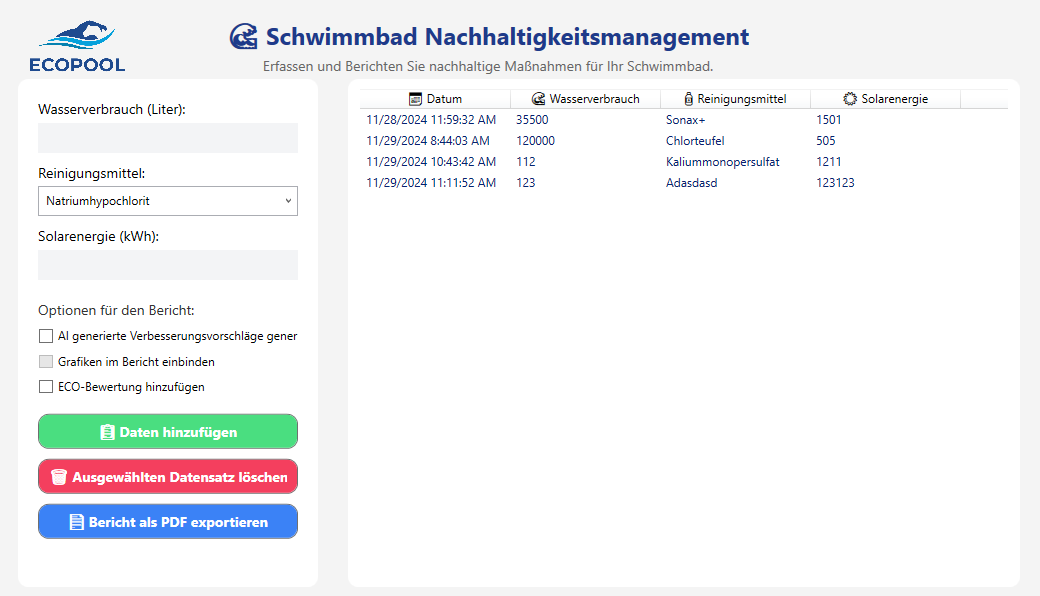 ECOPOOL
Schwimmbad Nachhaltigkeitsmanagement
Erfassen und Berichten Sie nachhaltige Maßnahmen für Ihr Schwimmbad.
Wasserverbrauch (Liter):
Reinigungsmittel:
Natriumhypochlorit
Solarenergie (kWh):
Optionen für den Bericht:
AI generierte Verbesserungsvorschläge gener
Grafiken im Bericht einbinden
ECO-Bewertung hinzufügen
Daten hinzufügen
Ausgewählten Datensatz löschen
Bericht als PDF exportieren
Datum Wasserverbrauch Reinigungsmittel Solarenergie
11/28/2024 11:59:32 AM 35500 Sonax+ 1501
11/29/2024 8:44:03 AM 120000 Chlorteufel 505
11/29/2024 10:43:42 AM 112 Kaliummonopersulfat 1211
11/29/2024 11:11:52 AM 123 Adasdasd 123123